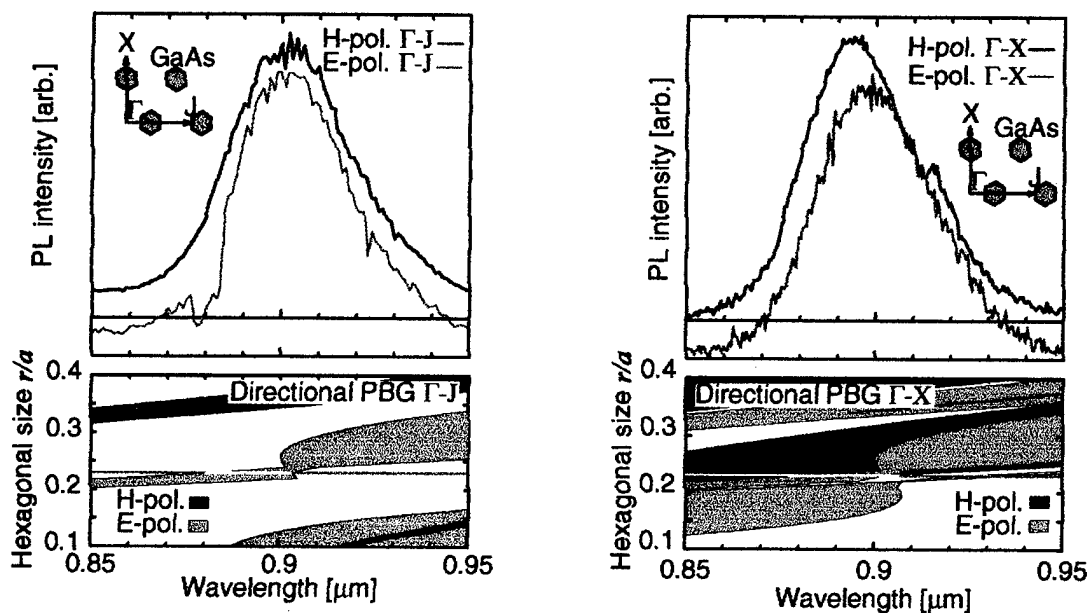 X GaAs
Γ J
H-pol. Γ-J
E-pol. Γ-J
PL intensity [arb.]
Hexagonal size r/a
0.4
0.3
0.2
0.1
Directional PBG Γ-J
H-pol.
E-pol.
0.85 0.9 0.95
Wavelength [μm]
H-pol. Γ-X
E-pol. Γ-X
X GaAs
Γ J
PL intensity [arb.]
Hexagonal size r/a
0.4
0.3
0.2
0.1
Directional PBG Γ-X
H-pol.
E-pol.
0.85 0.9 0.95
Wavelength [μm]